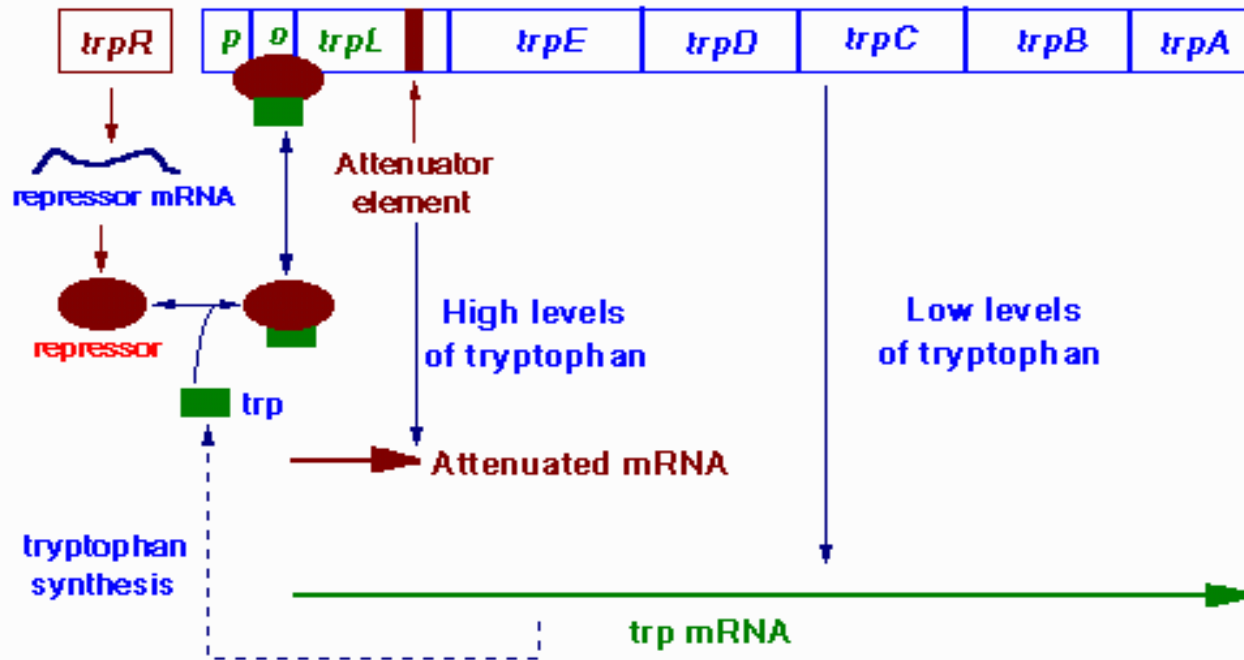 trpR p o trpL trpE trpD trpC trpB trpA
Attenuator
element
repressor mRNA
repressor
High levels
of tryptophan
Low levels
of tryptophan
trp
Attenuated mRNA
tryptophan
synthesis
trp mRNA